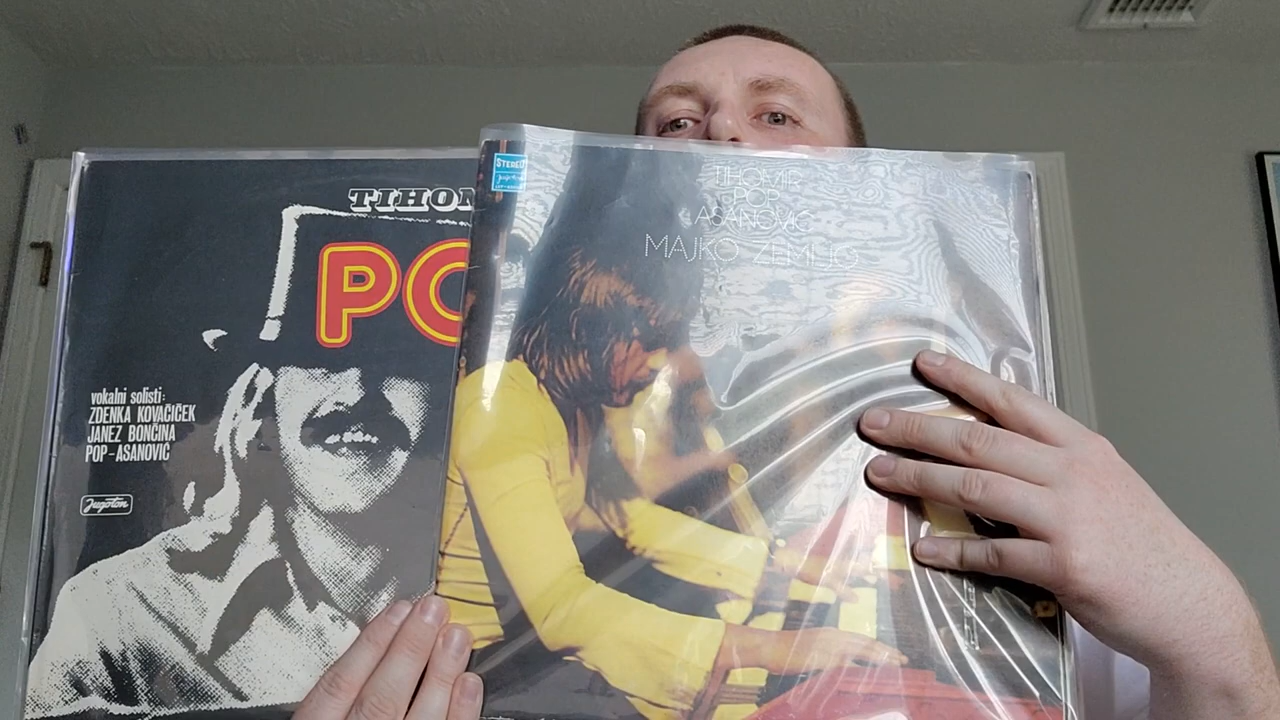 TIHOM
PO
vokalni solisti:
ZDENKA KOVAČIČEK
JANEZ BONČINA
POP-ASANOVIĆ
Jugoton
STEREO
TIHOMIR
POP
ASANOVIĆ
MAJKO ZEMLJO